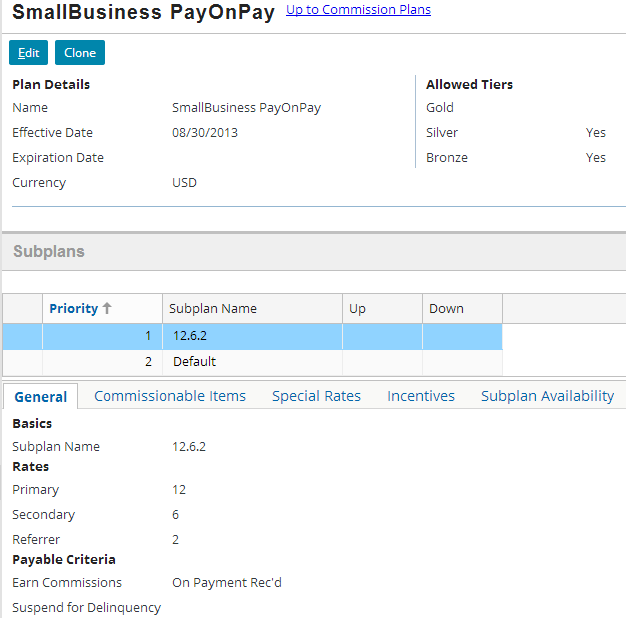 SmallBusiness PayOnPay Up to Commission Plans
Edit Clone
Plan Details
Name SmallBusiness PayOnPay
Effective Date 08/30/2013
Expiration Date
Currency USD
Allowed Tiers
Gold
Silver Yes
Bronze Yes
Subplans
Priority ↑ Subplan Name Up Down
1 12.6.2
2 Default
General Commissionable Items Special Rates Incentives Subplan Availability
Basics
Subplan Name 12.6.2
Rates
Primary 12
Secondary 6
Referrer 2
Payable Criteria
Earn Commissions On Payment Rec'd
Suspend for Delinquency